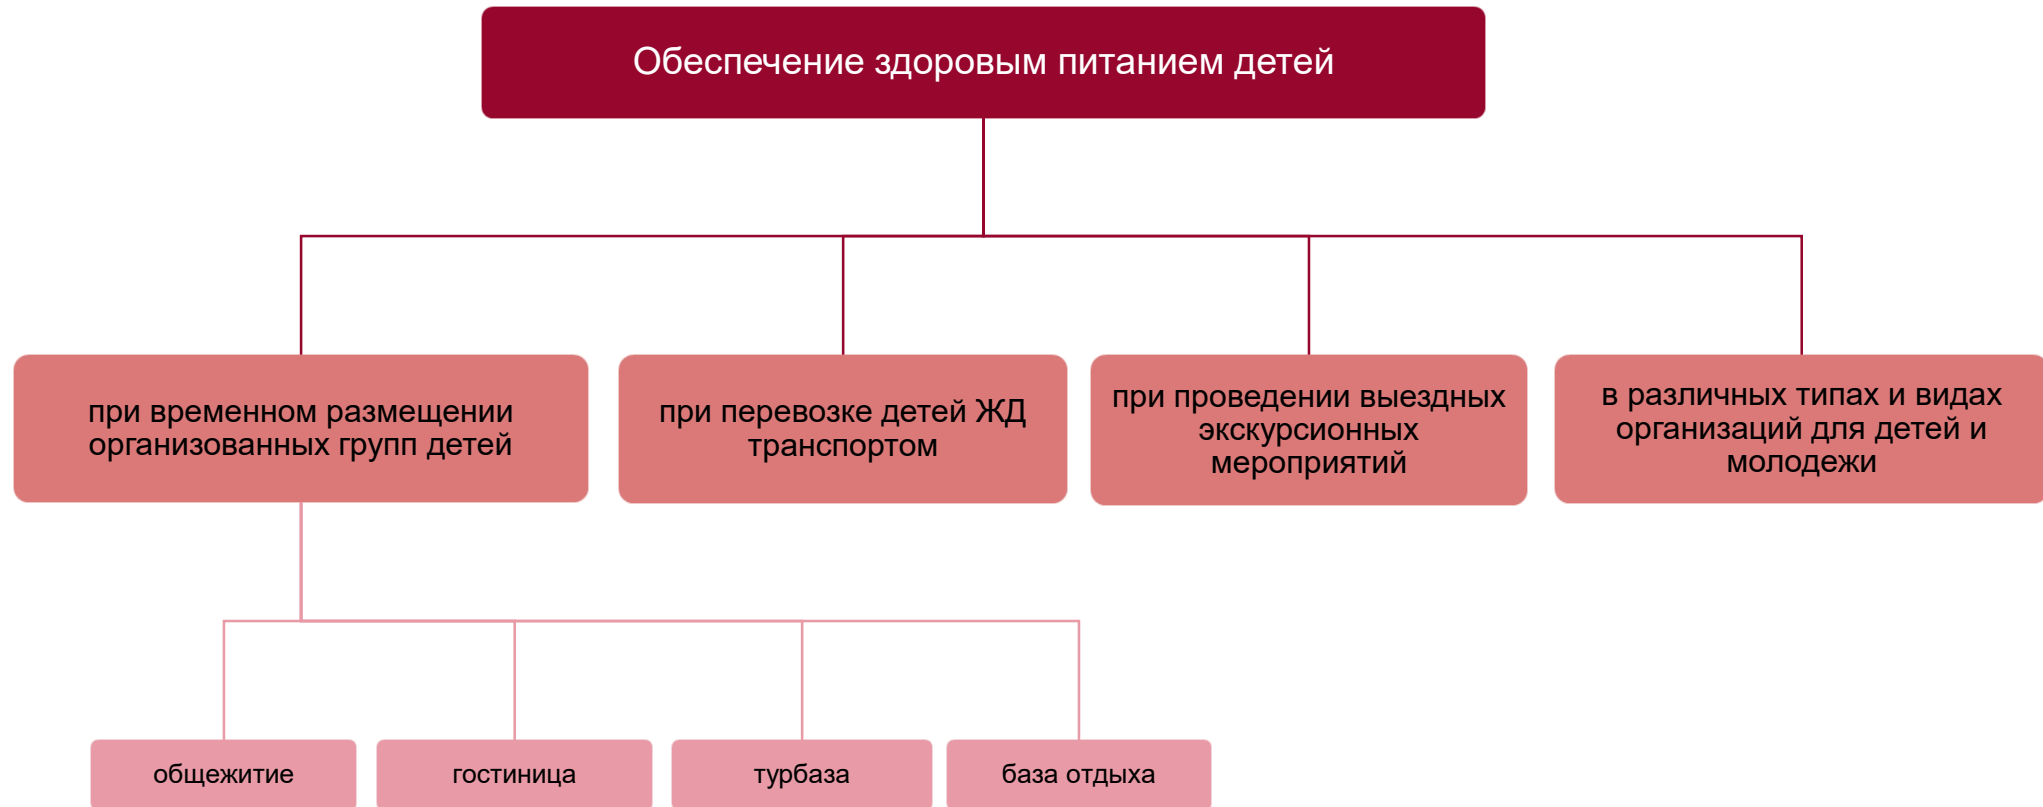 Обеспечение здоровым питанием детей
при временном размещении
организованных групп детей
при перевозке детей ЖД
транспортом
при проведении выездных
экскурсионных
мероприятий
в различных типах и видах
организаций для детей и
молодежи
общежитие
гостиница
турбаза
база отдыха